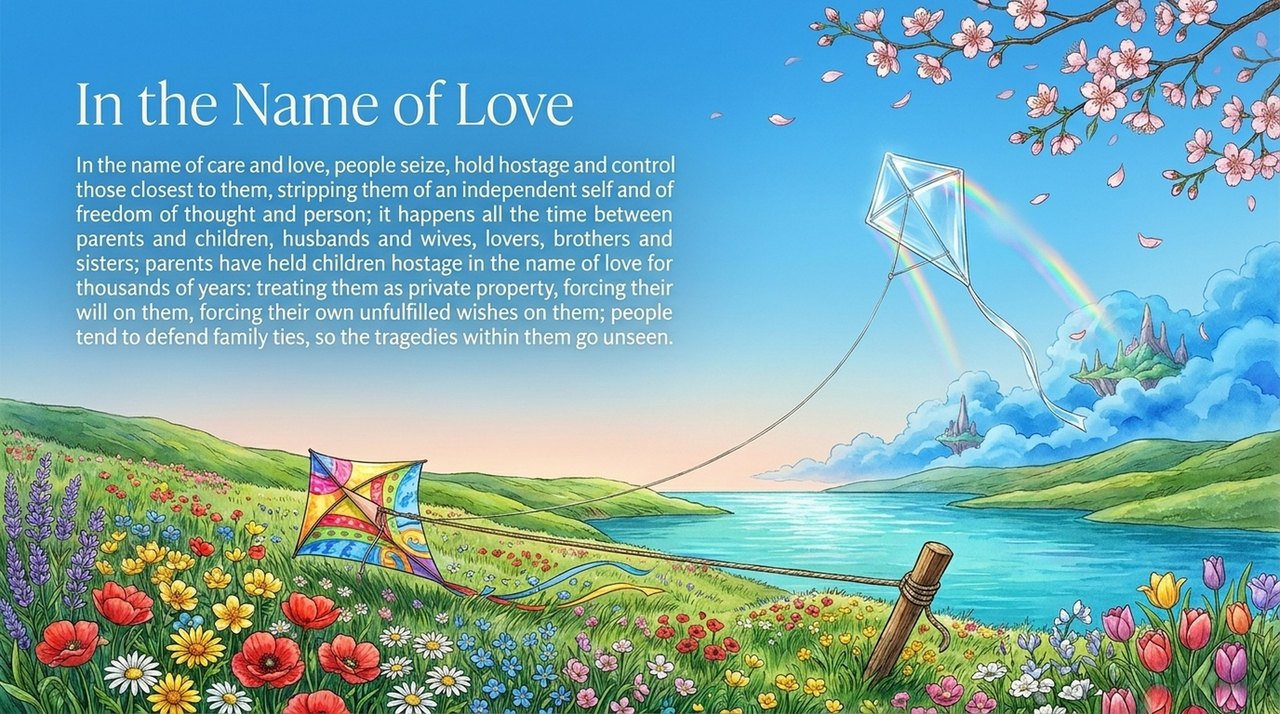 In the Name of Love
In the name of care and love, people seize, hold hostage and control
those closest to them, stripping them of an independent self and of
freedom of thought and person; it happens all the time between
parents and children, husbands and wives, lovers, brothers and
sisters; parents have held children hostage in the name of love for
thousands of years: treating them as private property, forcing their
will on them, forcing their own unfulfilled wishes on them; people
tend to defend family ties, so the tragedies within them go unseen.